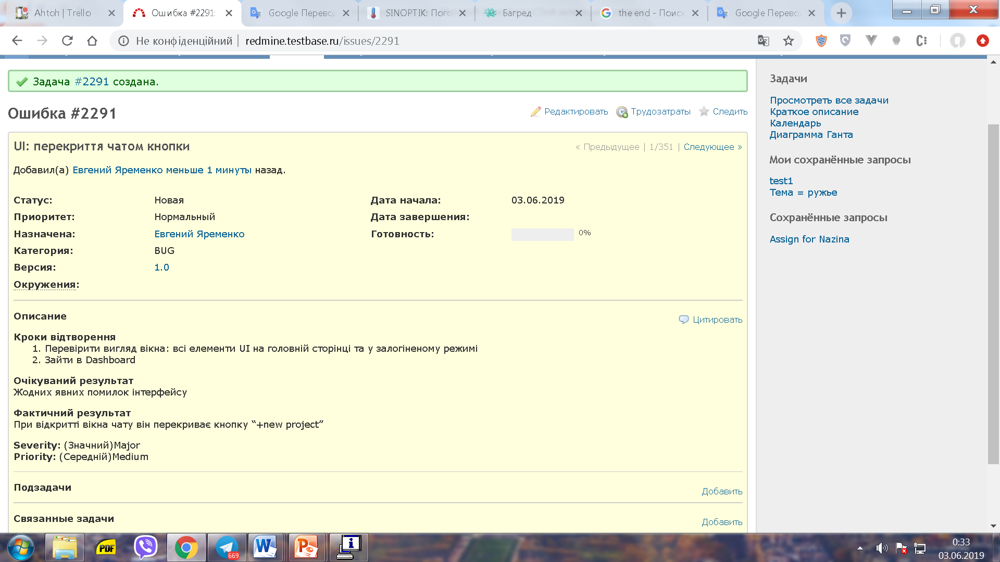 Ahtoh | Trello
Ошибка #2291:
Google Перевод
SINOPTIK: Пого
Багред
the end - Поиск
Google Перевод
Не конфіденційний
redmine.testbase.ru/issues/2291
Задача #2291 создана.
Ошибка #2291
Редактировать
Трудозатраты
Следить
UI: перекриття чатом кнопки
« Предыдущее | 1/351 | Следующее »
Добавил(а) Евгений Яременко меньше 1 минуты назад.
Статус: Новая
Дата начала: 03.06.2019
Приоритет: Нормальный
Дата завершения:
Назначена: Евгений Яременко
Готовность: 0%
Категория: BUG
Версия: 1.0
Окружения:
Описание
Цитировать
Кроки відтворення
1. Перевірити вигляд вікна: всі елементи UI на головній сторінці та у залогіненому режимі
2. Зайти в Dashboard
Очікуваний результат
Жодних явних помилок інтерфейсу
Фактичний результат
При відкритті вікна чату він перекриває кнопку “+new project”
Severity: (Значний)Major
Priority: (Середній)Medium
Подзадачи
Добавить
Связанные задачи
Добавить
Задачи
Просмотреть все задачи
Краткое описание
Календарь
Диаграмма Ганта
Мои сохранённые запросы
test1
Тема = ружье
Сохранённые запросы
Assign for Nazina
PDF
669
0:33
03.06.2019